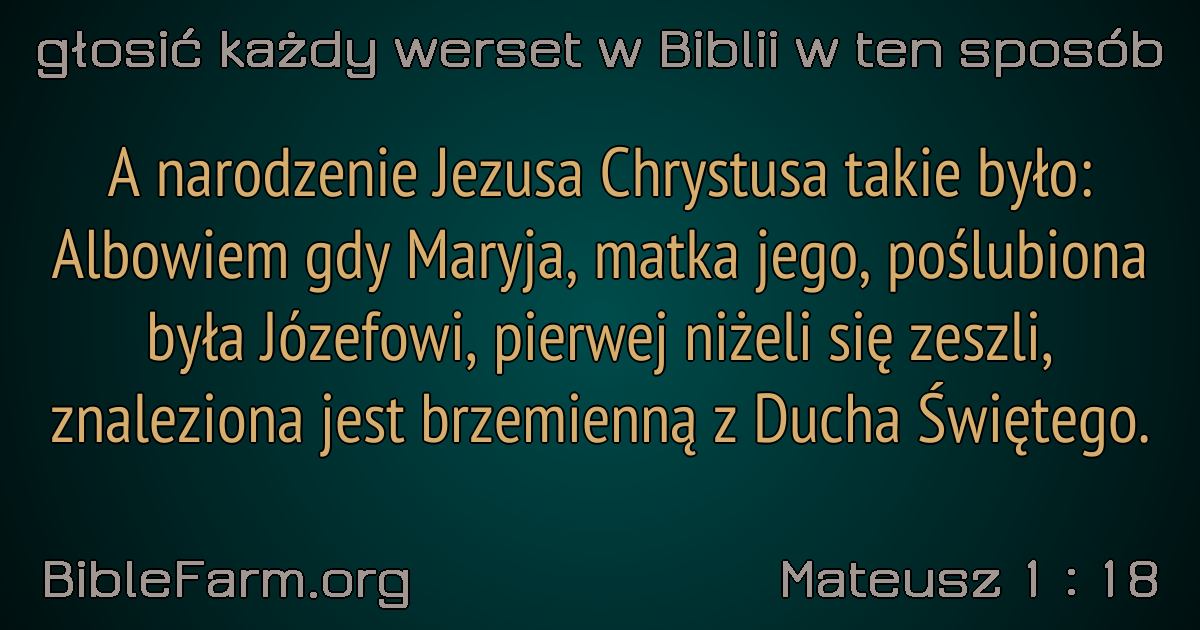 głosić każdy werset w Biblii w ten sposób
A narodzenie Jezusa Chrystusa takie było:
Albowiem gdy Maryja, matka jego, poślubiona
była Józefowi, pierwej niżeli się zeszli,
znaleziona jest brzemienną z Ducha Świętego.
BibleFarm.org
Mateusz 1 : 18